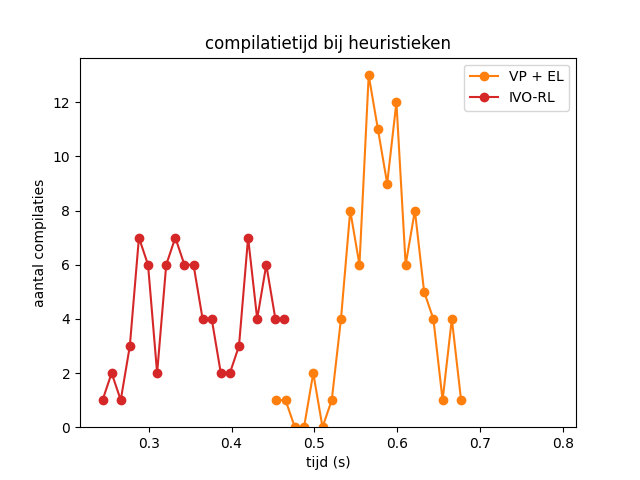 compilatietijd bij heuristieken
VP + EL
IVO-RL
aantal compilaties
12
10
8
6
4
2
0
0.3
0.4
0.5
0.6
0.7
0.8
tijd (s)